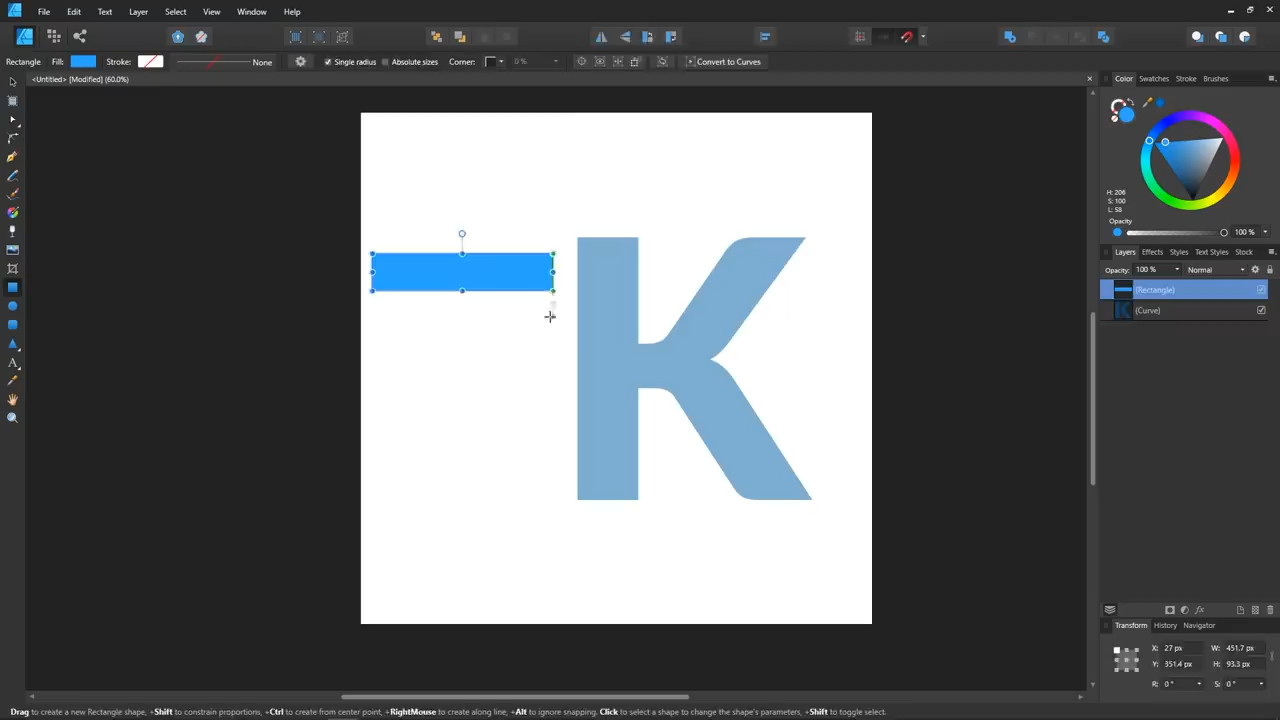 File Edit Text Layer Select View Window Help
Rectangle Fill: Stroke: None Single radius Absolute sizes Corner: 0 % Convert to Curves
<Untitled> [Modified] (60.0%)
Color Swatches Stroke Brushes
H: 206
S: 100
L: 58
Opacity
100 %
Layers Effects Styles Text Styles Stock
Opacity: 100 % Normal
(Rectangle)
(Curve)
K
Transform History Navigator
X: 27 px W: 451.7 px
Y: 351.4 px H: 93.3 px
R: 0 ° S: 0 °
Drag to create a new Rectangle shape, +Shift to constrain proportions, +Ctrl to create from center point, +RightMouse to create along line, +Alt to ignore snapping. Click to select a shape to change the shape's parameters, +Shift to toggle select.